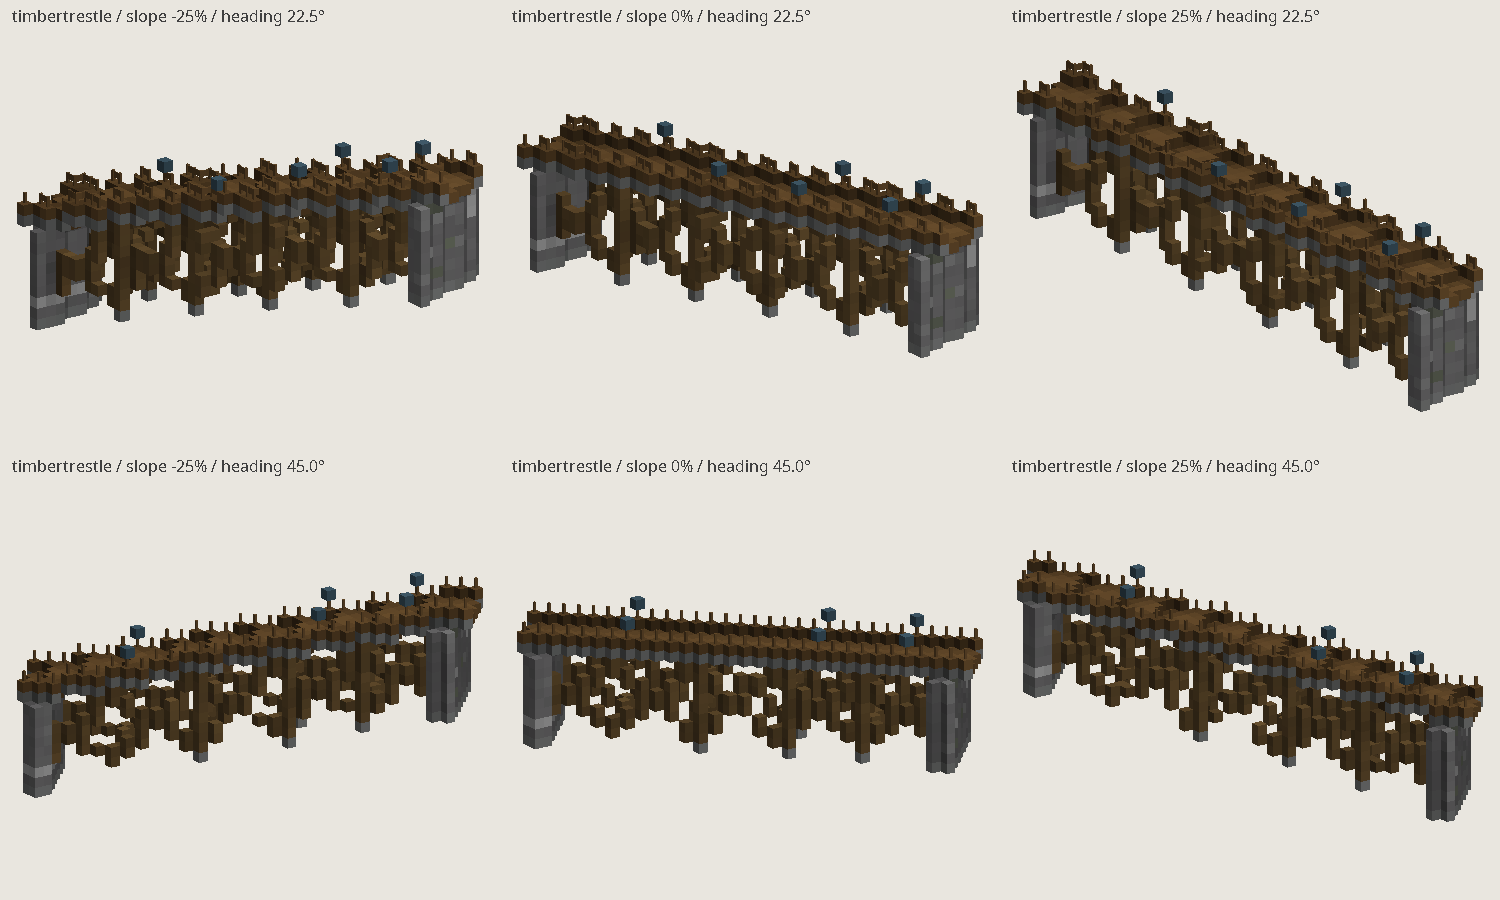 timbertrestle / slope -25% / heading 22.5°
timbertrestle / slope 0% / heading 22.5°
timbertrestle / slope 25% / heading 22.5°
timbertrestle / slope -25% / heading 45.0°
timbertrestle / slope 0% / heading 45.0°
timbertrestle / slope 25% / heading 45.0°